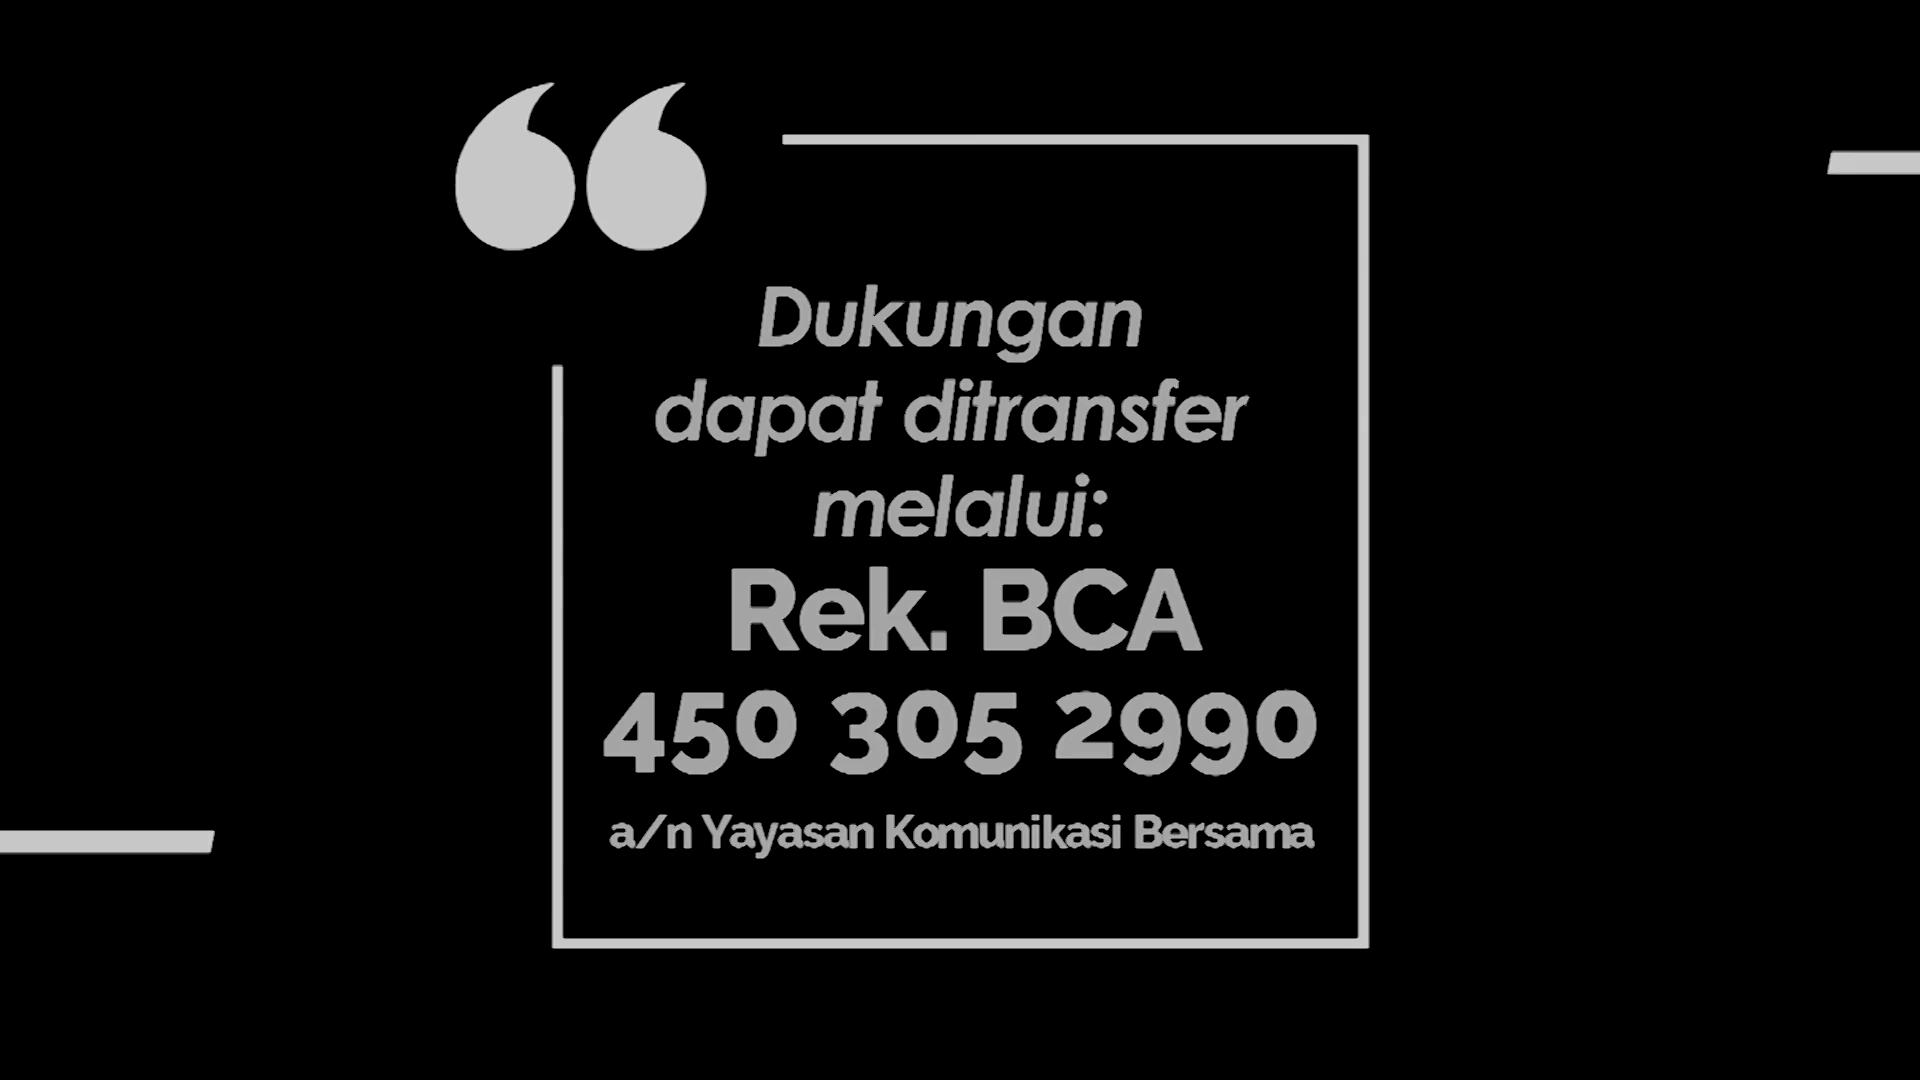 Dukungan
dapat ditransfer
melalui:
Rek. BCA
450 305 2990
a/n Yayasan Komunikasi Bersama